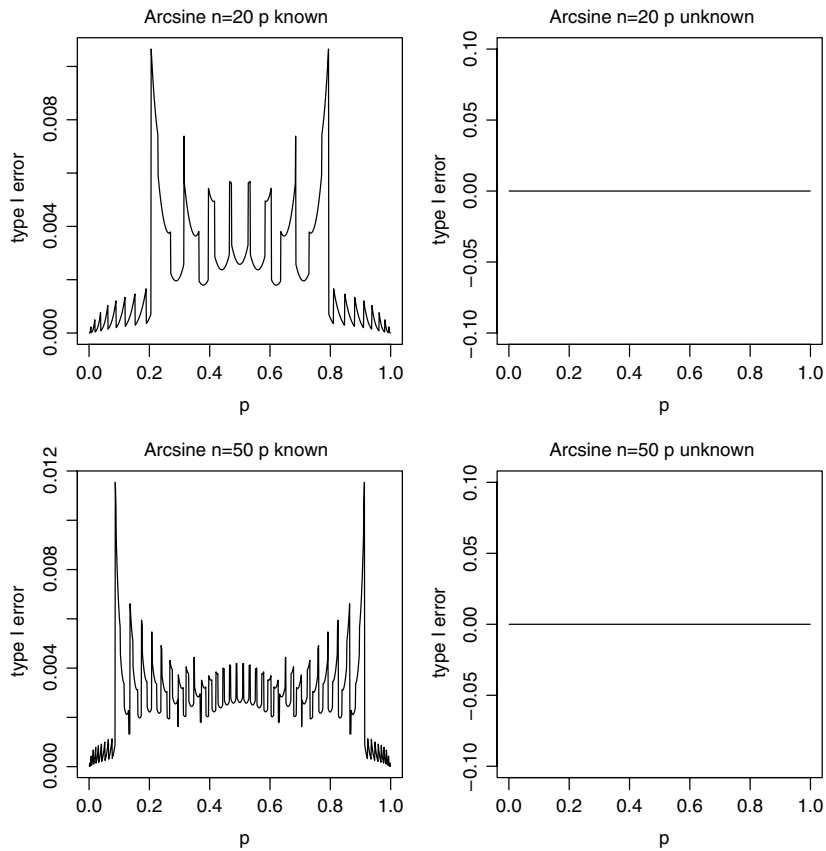 Arcsine n=20 p known
type I error
0.008
0.004
0.000
0.0 0.2 0.4 0.6 0.8 1.0
p
Arcsine n=20 p unknown
type I error
0.10
0.05
0.00
−0.05
−0.10
0.0 0.2 0.4 0.6 0.8 1.0
p
Arcsine n=50 p known
type I error
0.012
0.008
0.004
0.000
0.0 0.2 0.4 0.6 0.8 1.0
p
Arcsine n=50 p unknown
type I error
0.10
0.05
0.00
−0.05
−0.10
0.0 0.2 0.4 0.6 0.8 1.0
p